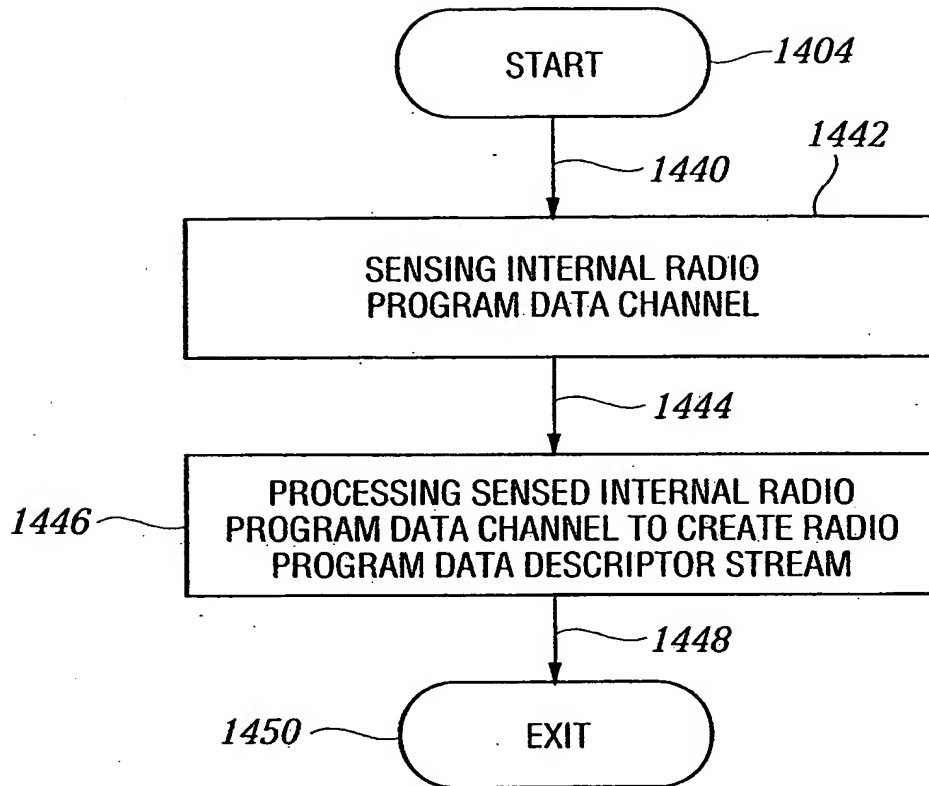 START
1404
1440
1442
SENSING INTERNAL RADIO
PROGRAM DATA CHANNEL
1444
1446
PROCESSING SENSED INTERNAL RADIO
PROGRAM DATA CHANNEL TO CREATE RADIO
PROGRAM DATA DESCRIPTOR STREAM
1448
1450
EXIT